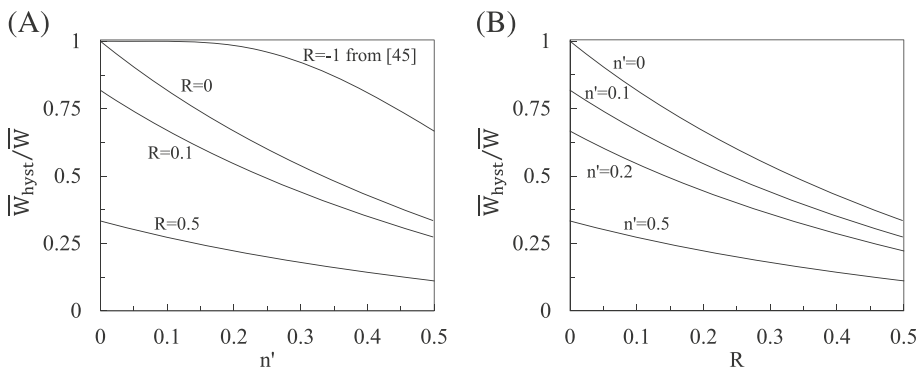 (A)
1
0.75
0.5
0.25
0
W̅hyst/W̅
R=-1 from [45]
R=0
R=0.1
R=0.5
0 0.1 0.2 0.3 0.4 0.5
n'
(B)
1
0.75
0.5
0.25
0
W̅hyst/W̅
n'=0
n'=0.1
n'=0.2
n'=0.5
0 0.1 0.2 0.3 0.4 0.5
R